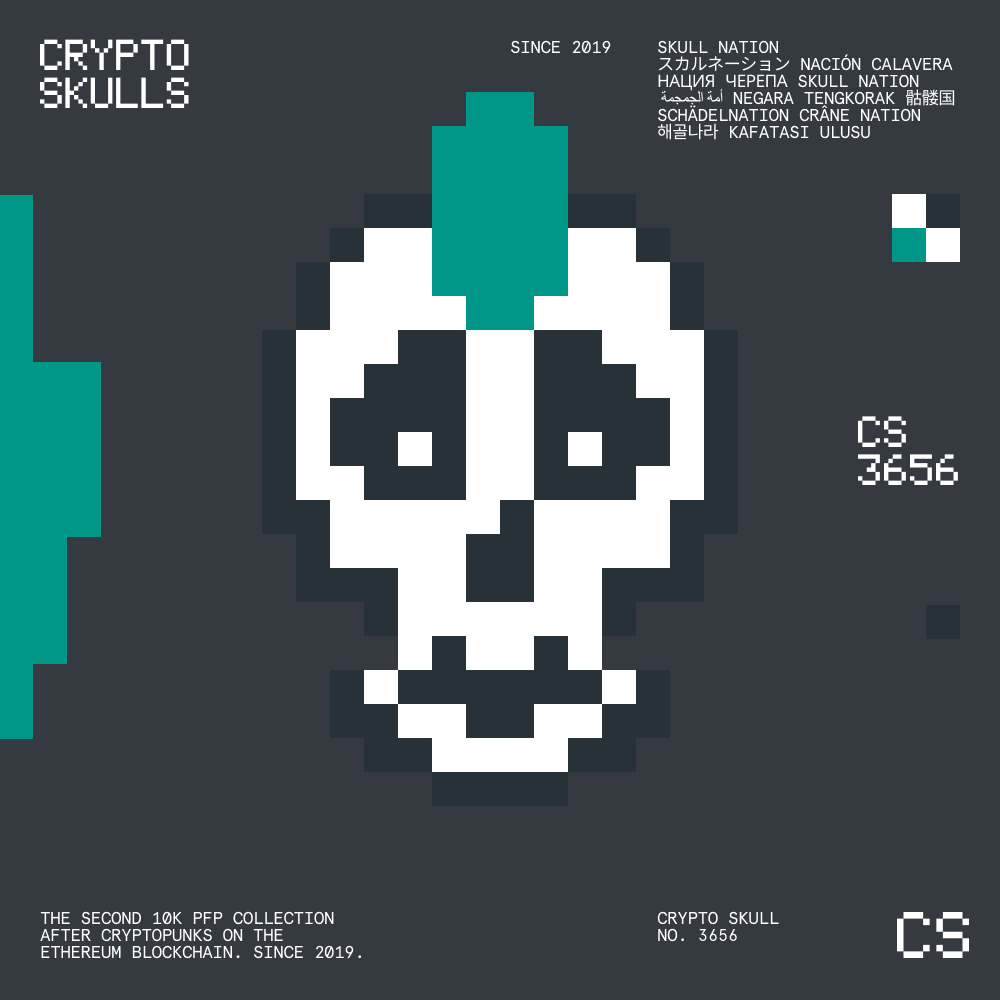 CRYPTO
SKULLS
SINCE 2019
SKULL NATION
スカルネーション NACIÓN CALAVERA
НАЦИЯ ЧЕРЕПА SKULL NATION
أمة الجمجمة NEGARA TENGKORAK 骷髅国
SCHÄDELNATION CRÂNE NATION
해골나라 KAFATASI ULUSU
CS
3656
THE SECOND 10K PFP COLLECTION
AFTER CRYPTOPUNKS ON THE
ETHEREUM BLOCKCHAIN. SINCE 2019.
CRYPTO SKULL
NO. 3656
CS